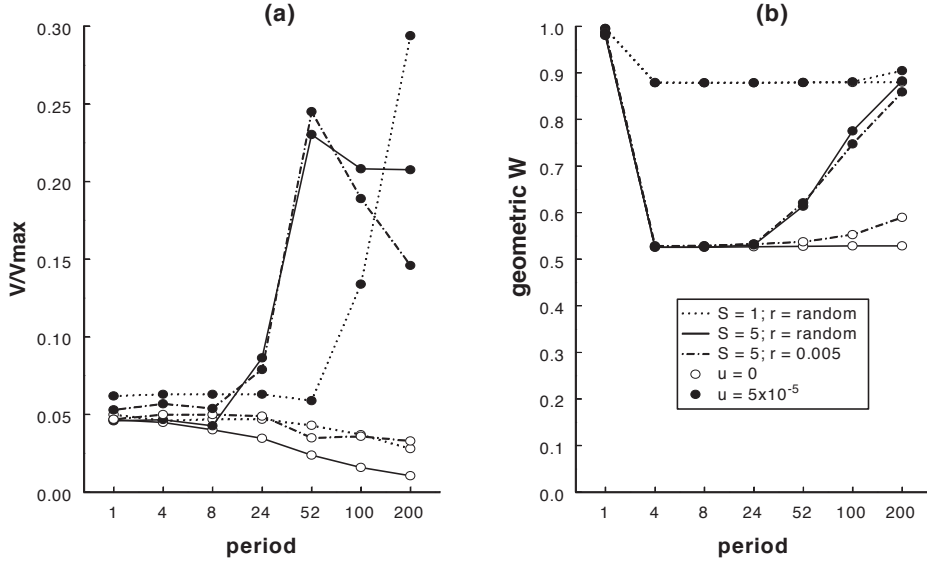 (a)
0.30
0.25
0.20
0.15
0.10
0.05
0.00
V/Vmax
1 4 8 24 52 100 200
period
(b)
1.0
0.9
0.8
0.7
0.6
0.5
0.4
0.3
0.2
0.1
0.0
geometric W
S = 1; r = random
S = 5; r = random
S = 5; r = 0.005
u = 0
u = 5x10⁻⁵
1 4 8 24 52 100 200
period